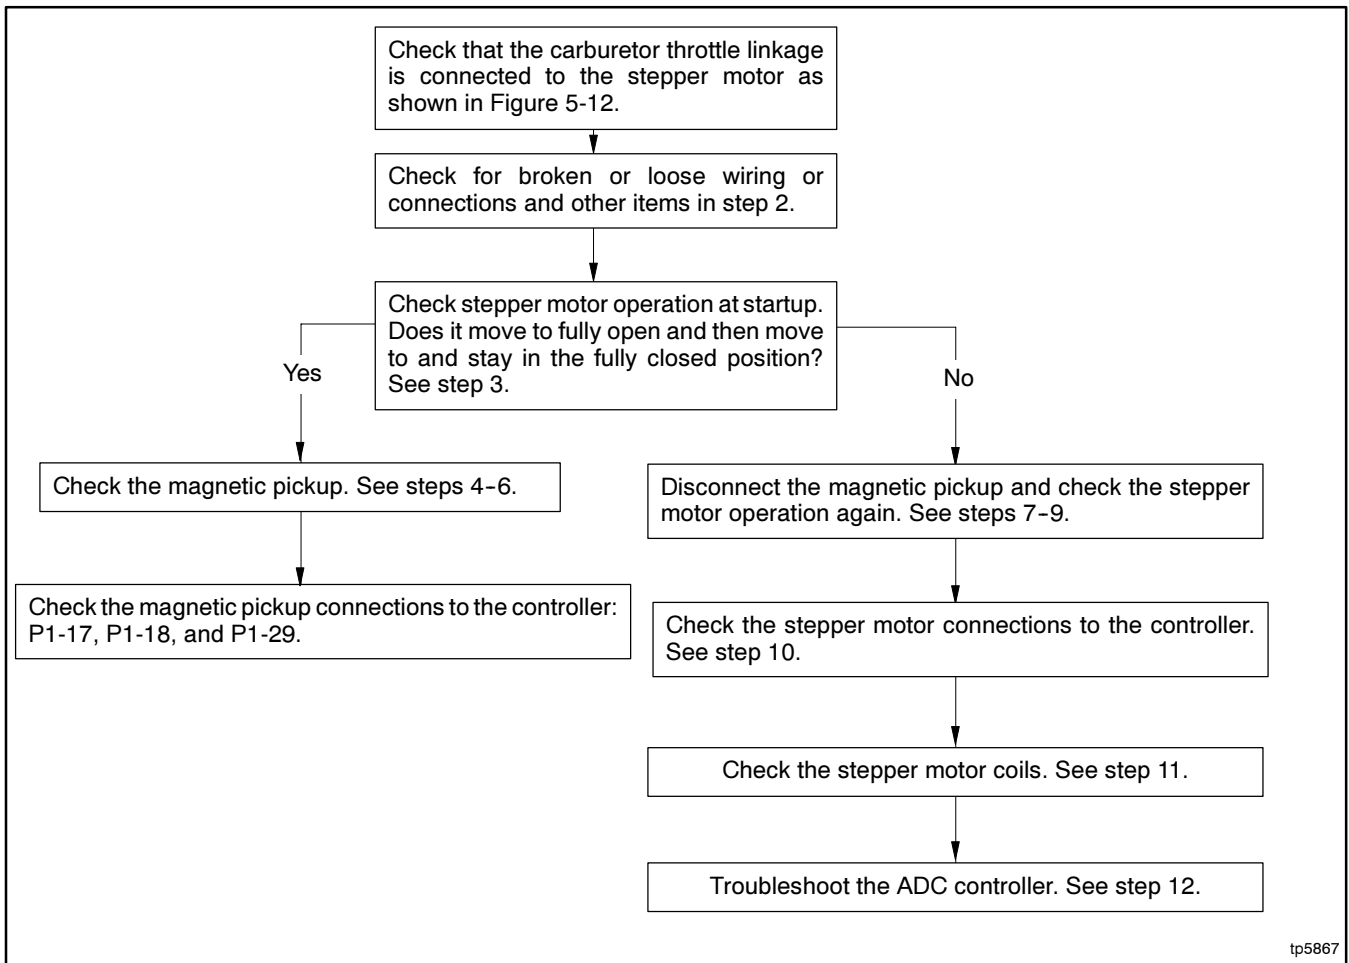 Check that the carburetor throttle linkage
is connected to the stepper motor as
shown in Figure 5-12.
Check for broken or loose wiring or
connections and other items in step 2.
Check stepper motor operation at startup.
Does it move to fully open and then move
to and stay in the fully closed position?
See step 3.
Yes
No
Check the magnetic pickup. See steps 4-6.
Disconnect the magnetic pickup and check the stepper
motor operation again. See steps 7-9.
Check the magnetic pickup connections to the controller:
P1-17, P1-18, and P1-29.
Check the stepper motor connections to the controller.
See step 10.
Check the stepper motor coils. See step 11.
Troubleshoot the ADC controller. See step 12.
tp5867